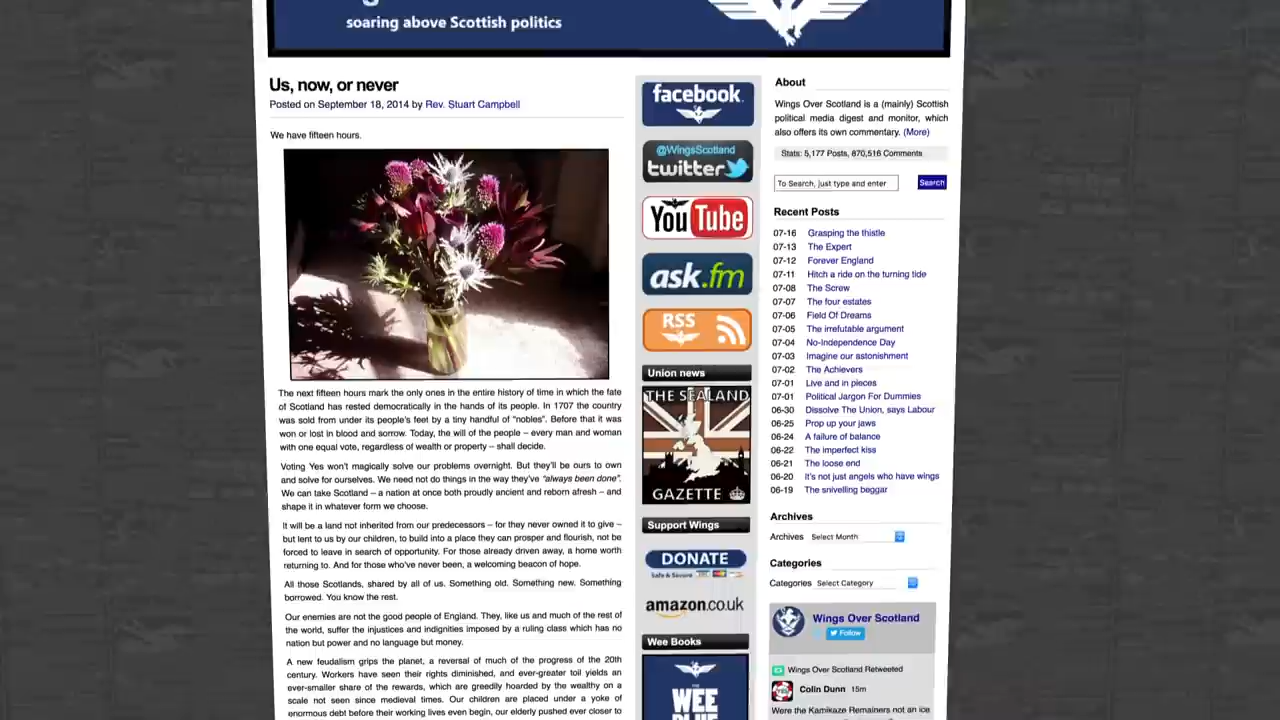 soaring above Scottish politics
Us, now, or never
Posted on September 18, 2014 by Rev. Stuart Campbell
We have fifteen hours.
The next fifteen hours mark the only ones in the entire history of time in which the fate
of Scotland has rested democratically in the hands of its people. In 1707 the country
was sold from under its people's feet by a tiny handful of "nobles". Before that it was
won or lost in blood and sorrow. Today, the will of the people – every man and woman
with one equal vote, regardless of wealth or property – shall decide.
Voting Yes won't magically solve our problems overnight. But they'll be ours to own
and solve for ourselves. We need not do things in the way they've "always been done".
We can take Scotland – a nation at once both proudly ancient and reborn afresh – and
shape it in whatever form we choose.
It will be a land not inherited from our predecessors – for they never owned it to give –
but lent to us by our children, to build into a place they can prosper and flourish, not be
forced to leave in search of opportunity. For those already driven away, a home worth
returning to. And for those who've never been, a welcoming beacon of hope.
All those Scotlands, shared by all of us. Something old. Something new. Something
borrowed. You know the rest.
Our enemies are not the good people of England. They, like us and much of the rest of
the world, suffer the injustices and indignities imposed by a ruling class which has no
nation but power and no language but money.
A new feudalism grips the planet, a reversal of much of the progress of the 20th
century. Workers have seen their rights diminished, and ever-greater toil yields an
ever-smaller share of the rewards, which are greedily hoarded by the wealthy on a
scale not seen since medieval times. Our children are placed under a yoke of
enormous debt before their working lives even begin, our elderly pushed ever closer to
facebook
@WingsScotland
twitter
YouTube
ask.fm
RSS
Union news
THE SEALAND
GAZETTE
Support Wings
DONATE
Safe & Secure
amazon.co.uk
Wee Books
THE
WEE
BLUE
About
Wings Over Scotland is a (mainly) Scottish
political media digest and monitor, which
also offers its own commentary. (More)
Stats: 5,177 Posts, 870,516 Comments
To Search, just type and enter Search
Recent Posts
07-16 Grasping the thistle
07-13 The Expert
07-12 Forever England
07-11 Hitch a ride on the turning tide
07-08 The Screw
07-07 The four estates
07-06 Field Of Dreams
07-05 The irrefutable argument
07-04 No-Independence Day
07-03 Imagine our astonishment
07-02 The Achievers
07-01 Live and in pieces
07-01 Political Jargon For Dummies
06-30 Dissolve The Union, says Labour
06-25 Prop up your jaws
06-24 A failure of balance
06-22 The imperfect kiss
06-21 The loose end
06-20 It's not just angels who have wings
06-19 The snivelling beggar
Archives
Archives Select Month
Categories
Categories Select Category
Wings Over Scotland
Follow
Wings Over Scotland Retweeted
Colin Dunn 15m
Were the Kamikaze Remainers not an ice